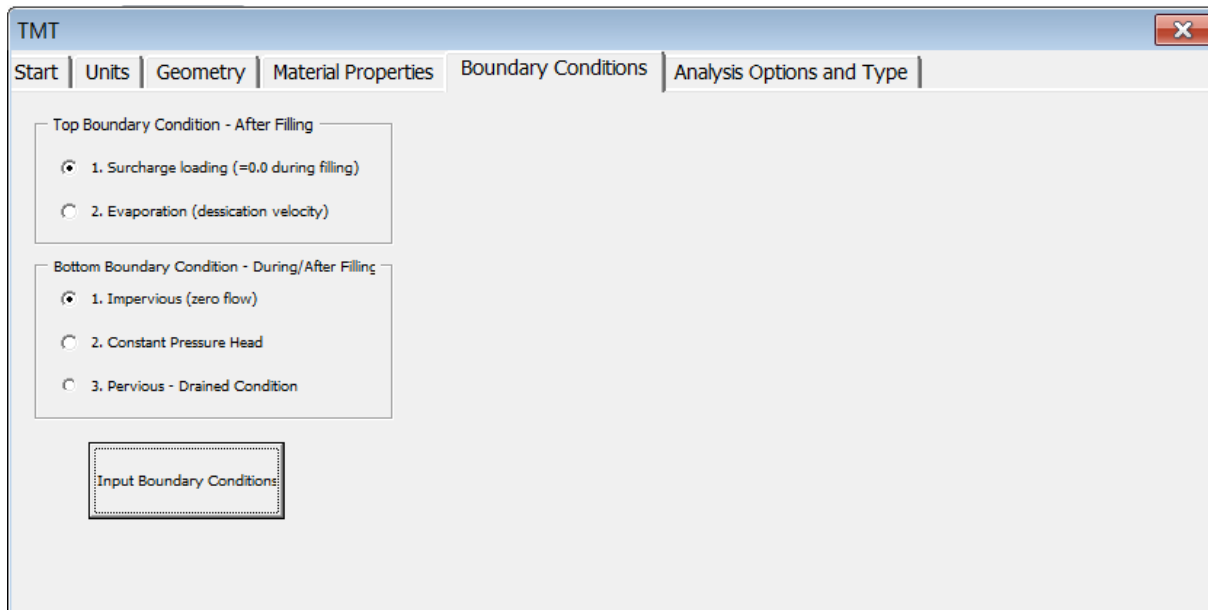 TMT
Start Units Geometry Material Properties Boundary Conditions Analysis Options and Type
Top Boundary Condition - After Filling
1. Surcharge loading (=0.0 during filling)
2. Evaporation (dessication velocity)
Bottom Boundary Condition - During/After Filling
1. Impervious (zero flow)
2. Constant Pressure Head
3. Pervious - Drained Condition
Input Boundary Conditions